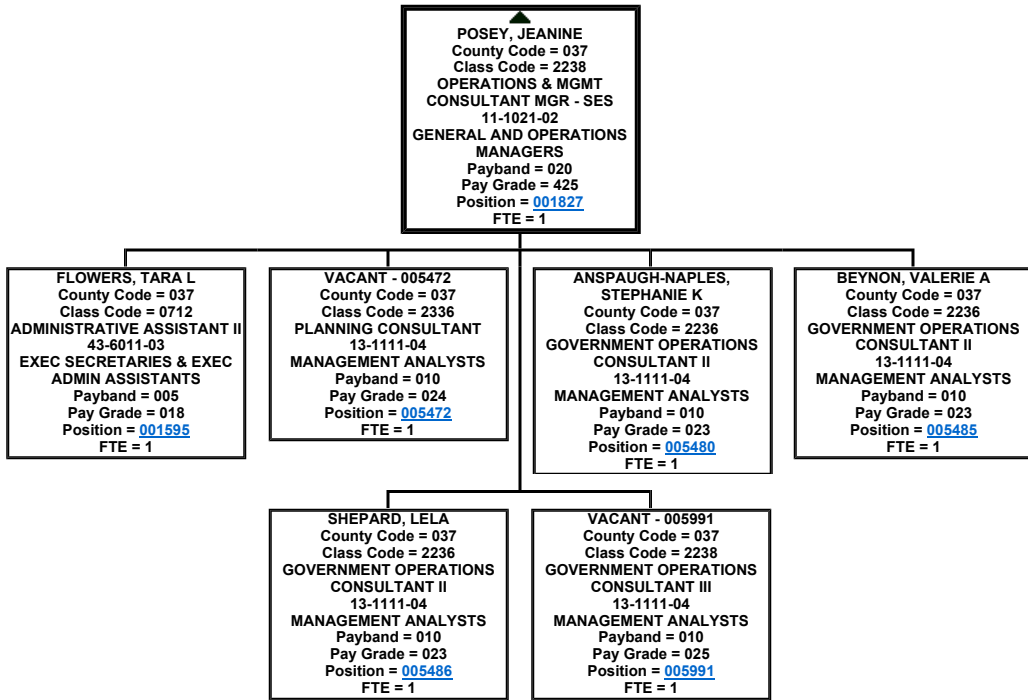 POSEY, JEANINE
County Code = 037
Class Code = 2238
OPERATIONS & MGMT
CONSULTANT MGR - SES
11-1021-02
GENERAL AND OPERATIONS
MANAGERS
Payband = 020
Pay Grade = 425
Position = 001827
FTE = 1
FLOWERS, TARA L
County Code = 037
Class Code = 0712
ADMINISTRATIVE ASSISTANT II
43-6011-03
EXEC SECRETARIES & EXEC
ADMIN ASSISTANTS
Payband = 005
Pay Grade = 018
Position = 001595
FTE = 1
VACANT - 005472
County Code = 037
Class Code = 2336
PLANNING CONSULTANT
13-1111-04
MANAGEMENT ANALYSTS
Payband = 010
Pay Grade = 024
Position = 005472
FTE = 1
ANSPAUGH-NAPLES,
STEPHANIE K
County Code = 037
Class Code = 2236
GOVERNMENT OPERATIONS
CONSULTANT II
13-1111-04
MANAGEMENT ANALYSTS
Payband = 010
Pay Grade = 023
Position = 005480
FTE = 1
BEYNON, VALERIE A
County Code = 037
Class Code = 2236
GOVERNMENT OPERATIONS
CONSULTANT II
13-1111-04
MANAGEMENT ANALYSTS
Payband = 010
Pay Grade = 023
Position = 005485
FTE = 1
SHEPARD, LELA
County Code = 037
Class Code = 2236
GOVERNMENT OPERATIONS
CONSULTANT II
13-1111-04
MANAGEMENT ANALYSTS
Payband = 010
Pay Grade = 023
Position = 005486
FTE = 1
VACANT - 005991
County Code = 037
Class Code = 2238
GOVERNMENT OPERATIONS
CONSULTANT III
13-1111-04
MANAGEMENT ANALYSTS
Payband = 010
Pay Grade = 025
Position = 005991
FTE = 1